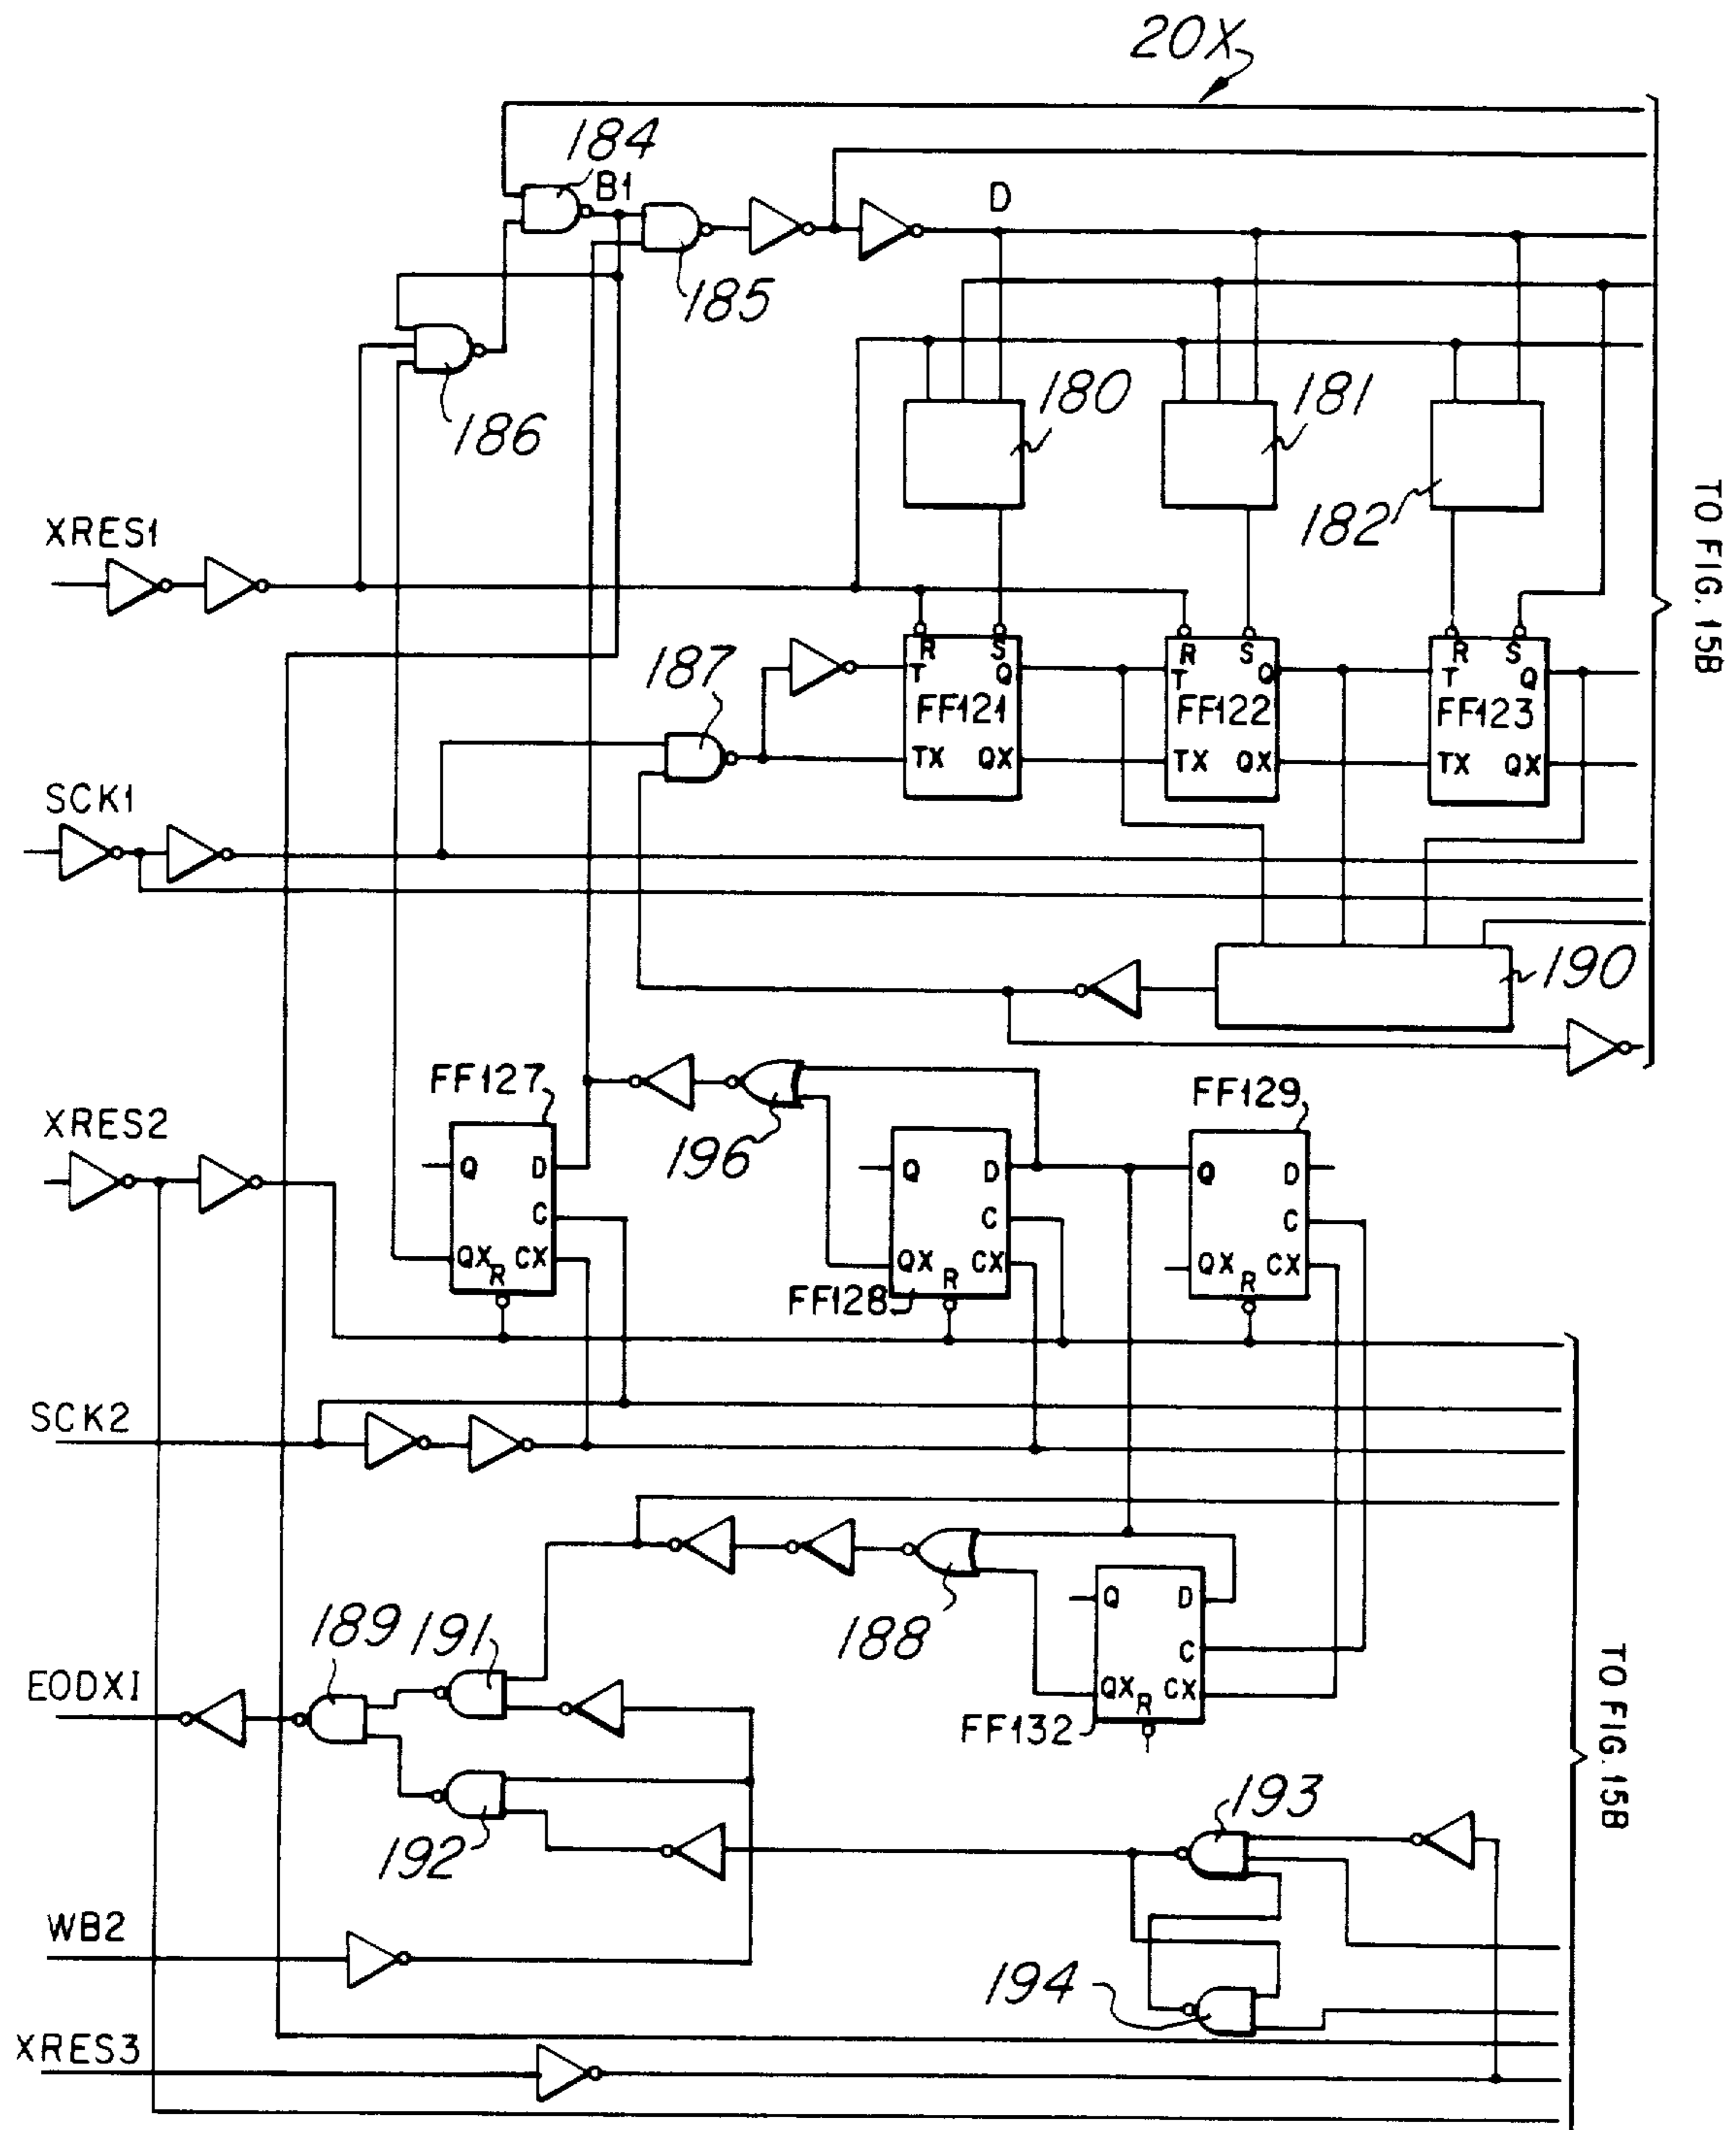 20X
184
B1
D
185
186
180
181
182
TO FIG. 15B
XRES1
187
R S
T Q
FF121
TX QX
R S
T Q
FF122
TX QX
R S
T Q
FF123
TX QX
SCK1
190
FF127
196
FF129
XRES2
Q D
C
QX R CX
Q D
C
QX R CX
FF128
Q D
C
QX R CX
SCK2
188
Q D
C
QX R CX
FF132
189
191
EODXI
192
193
WB2
194
XRES3
TO FIG. 15B